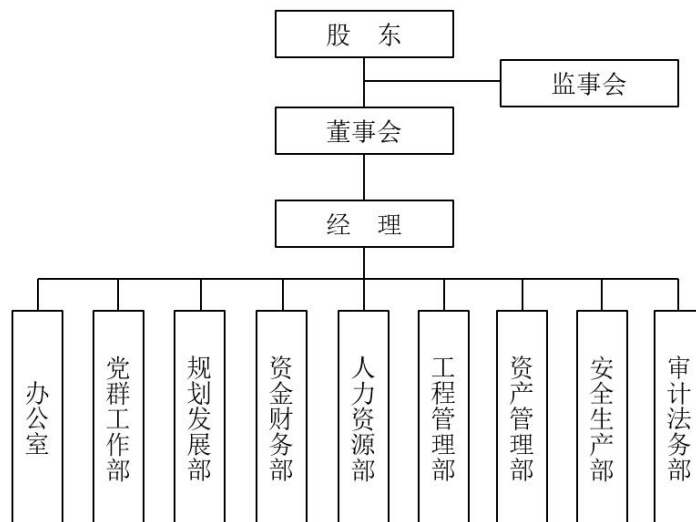 股 东
监事会
董事会
经 理
办公室
党群工作部
规划发展部
资金财务部
人力资源部
工程管理部
资产管理部
安全生产部
审计法务部